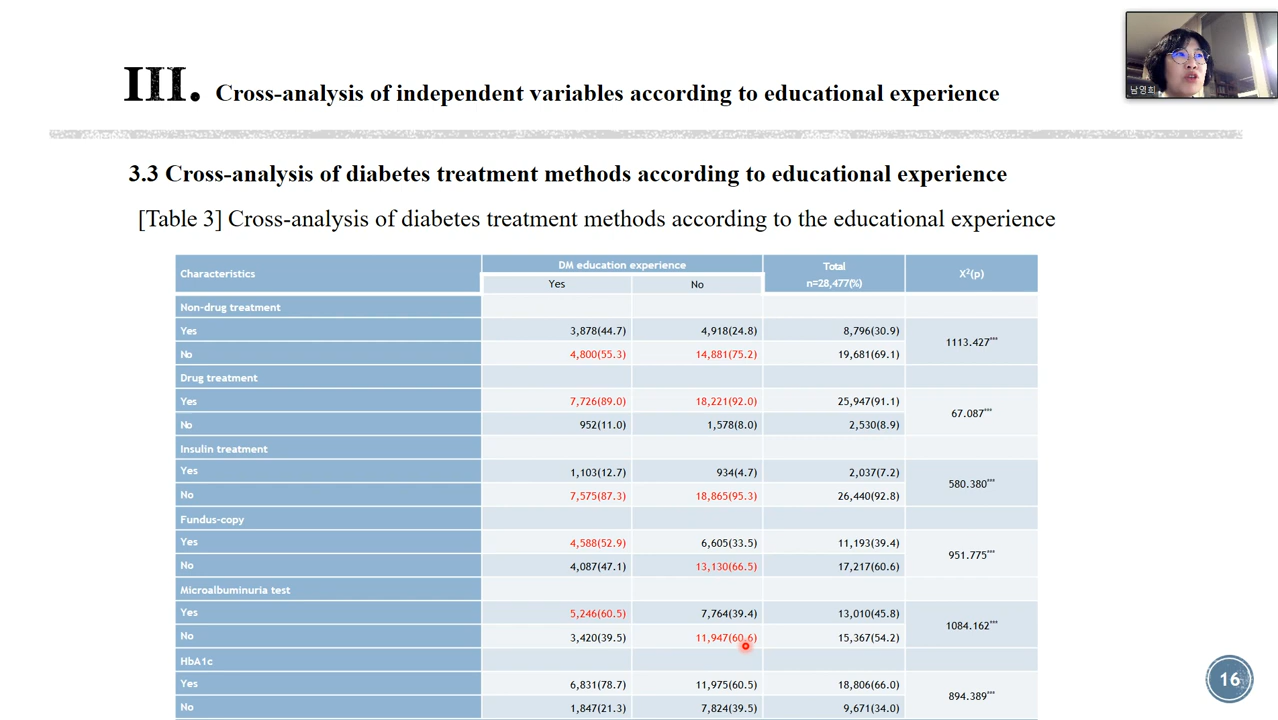 남영희
III. Cross-analysis of independent variables according to educational experience
3.3 Cross-analysis of diabetes treatment methods according to educational experience
[Table 3] Cross-analysis of diabetes treatment methods according to the educational experience
Characteristics DM education experience Total n=28,477(%) X²(p)
Yes No
Non-drug treatment
Yes 3,878(44.7) 4,918(24.8) 8,796(30.9) 1113.427***
No 4,800(55.3) 14,881(75.2) 19,681(69.1)
Drug treatment
Yes 7,726(89.0) 18,221(92.0) 25,947(91.1) 67.087***
No 952(11.0) 1,578(8.0) 2,530(8.9)
Insulin treatment
Yes 1,103(12.7) 934(4.7) 2,037(7.2) 580.380***
No 7,575(87.3) 18,865(95.3) 26,440(92.8)
Fundus-copy
Yes 4,588(52.9) 6,605(33.5) 11,193(39.4) 951.775***
No 4,087(47.1) 13,130(66.5) 17,217(60.6)
Microalbuminuria test
Yes 5,246(60.5) 7,764(39.4) 13,010(45.8) 1084.162***
No 3,420(39.5) 11,947(60.6) 15,367(54.2)
HbA1c
Yes 6,831(78.7) 11,975(60.5) 18,806(66.0) 894.389***
No 1,847(21.3) 7,824(39.5) 9,671(34.0)
16